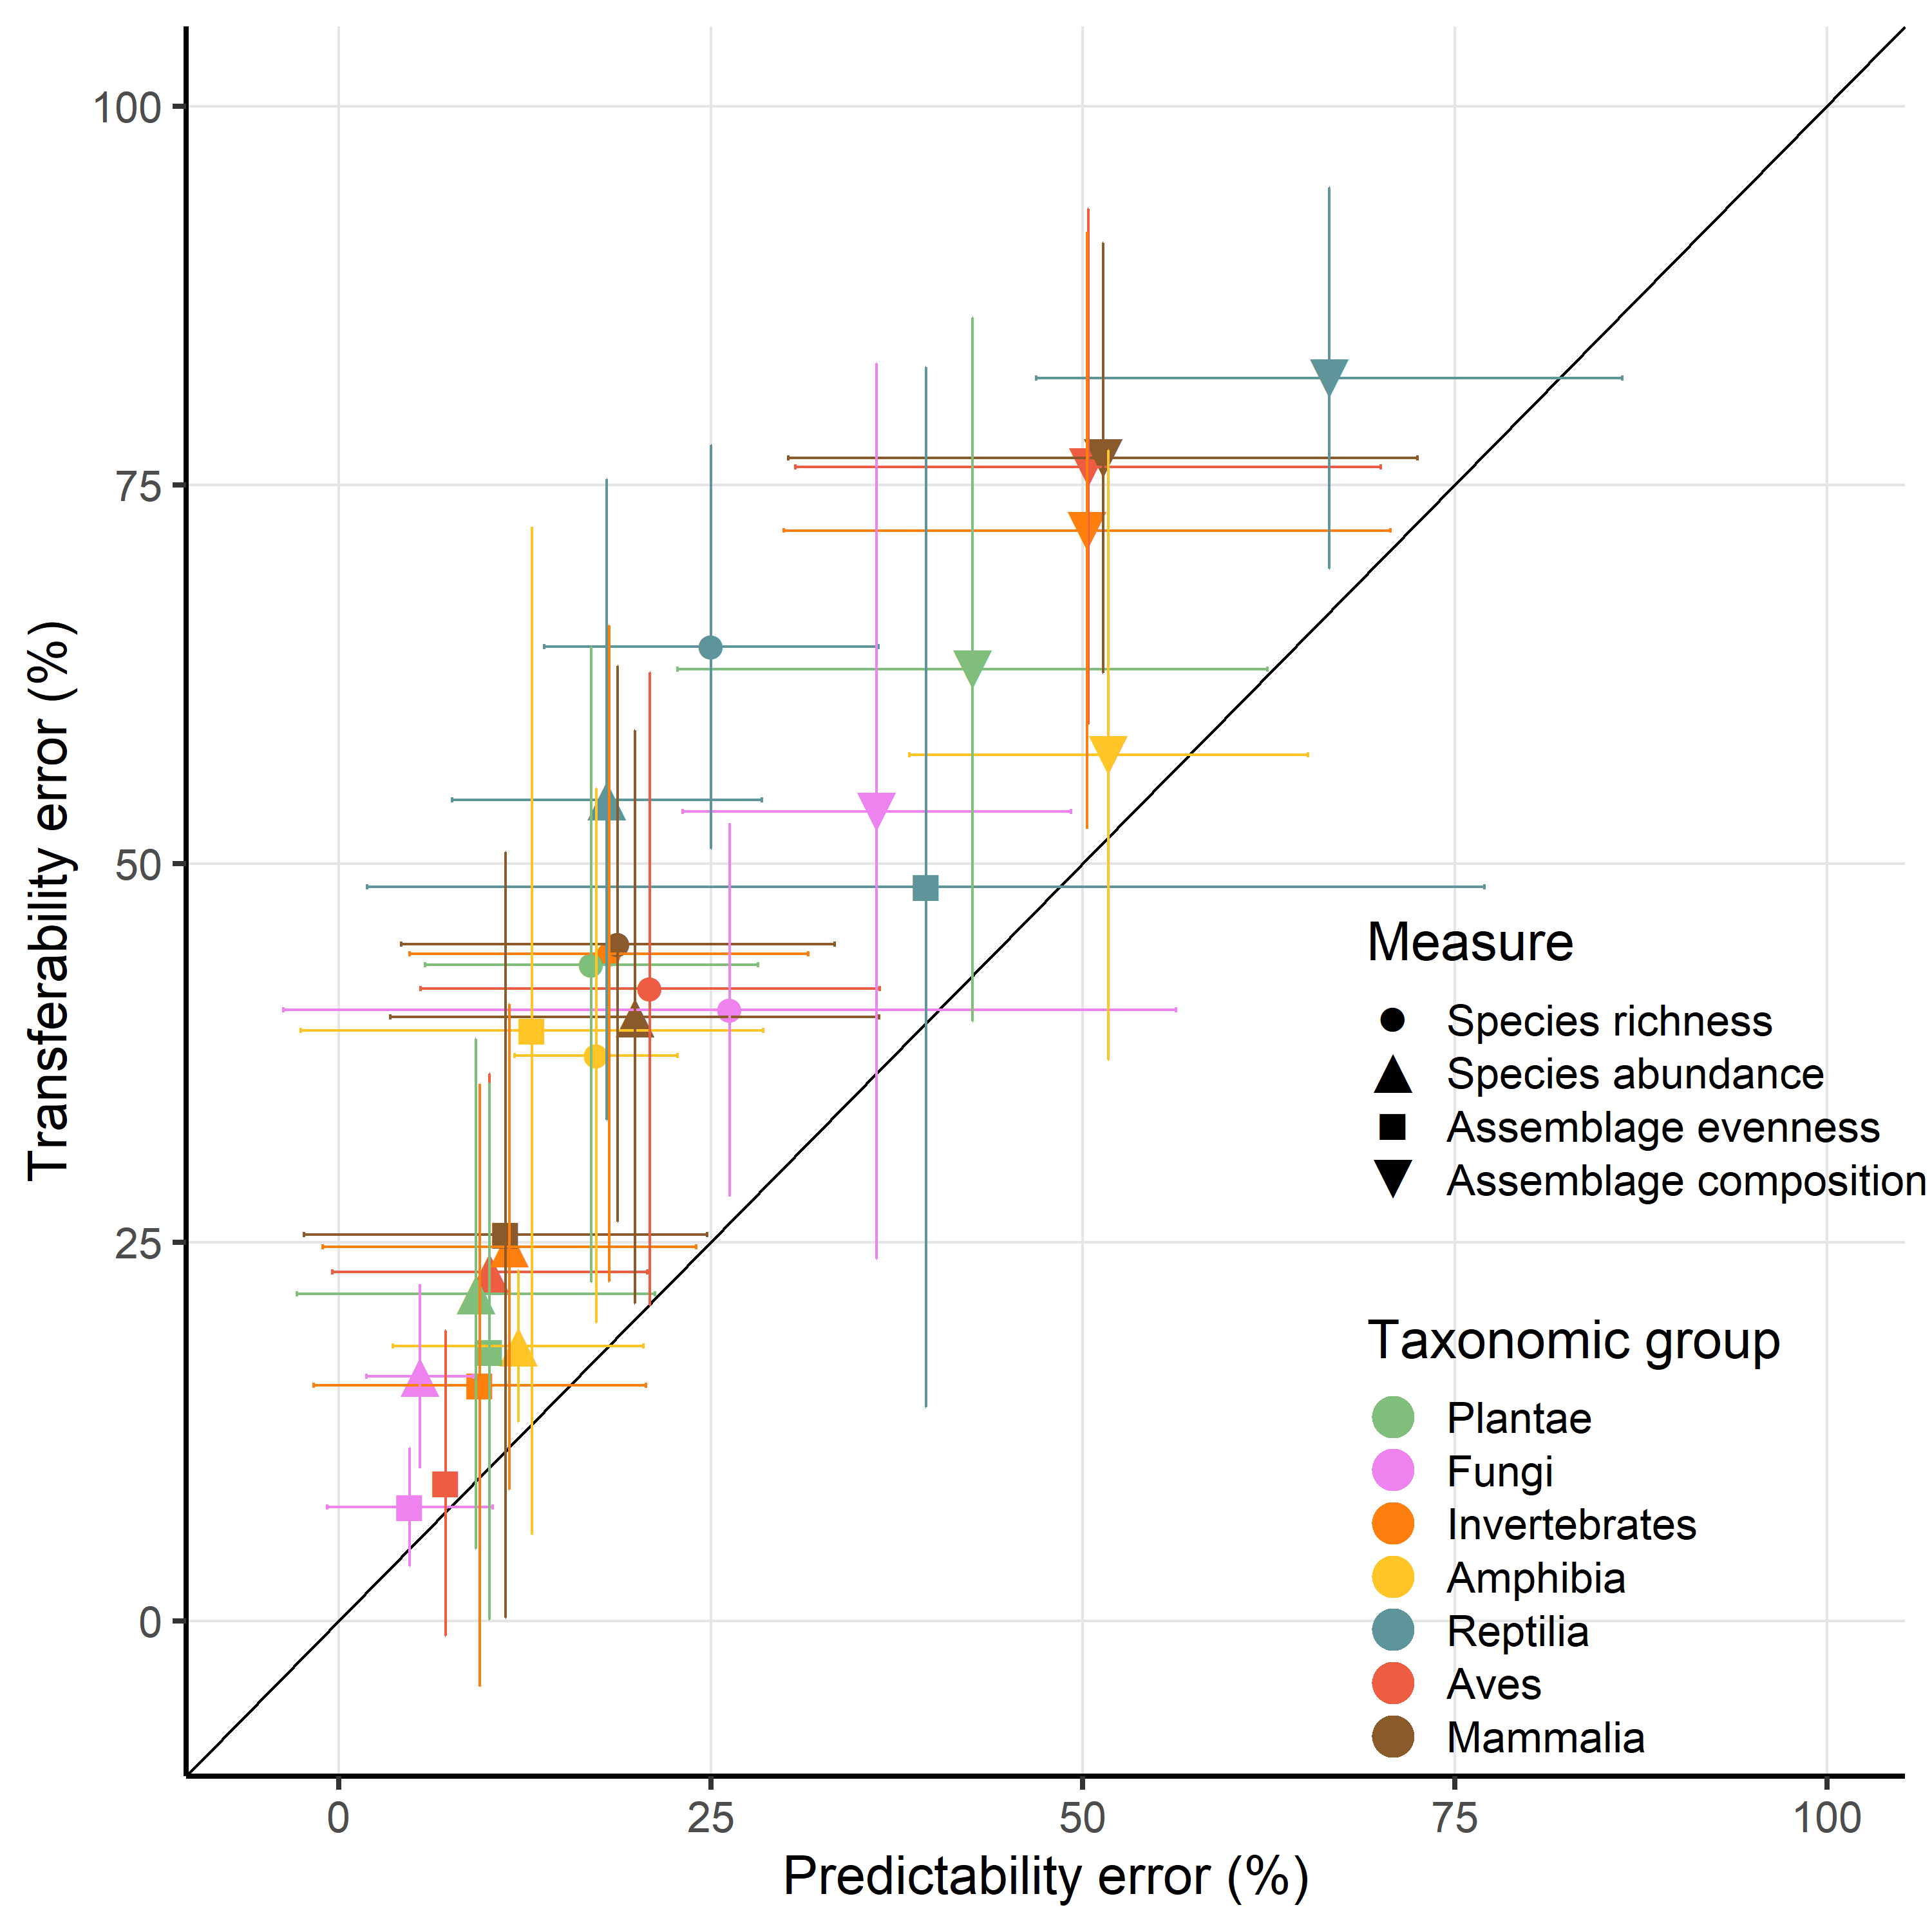 100
75
50
25
0
Transferability error (%)
0
25
50
75
100
Predictability error (%)
Measure
Species richness
Species abundance
Assemblage evenness
Assemblage composition
Taxonomic group
Plantae
Fungi
Invertebrates
Amphibia
Reptilia
Aves
Mammalia